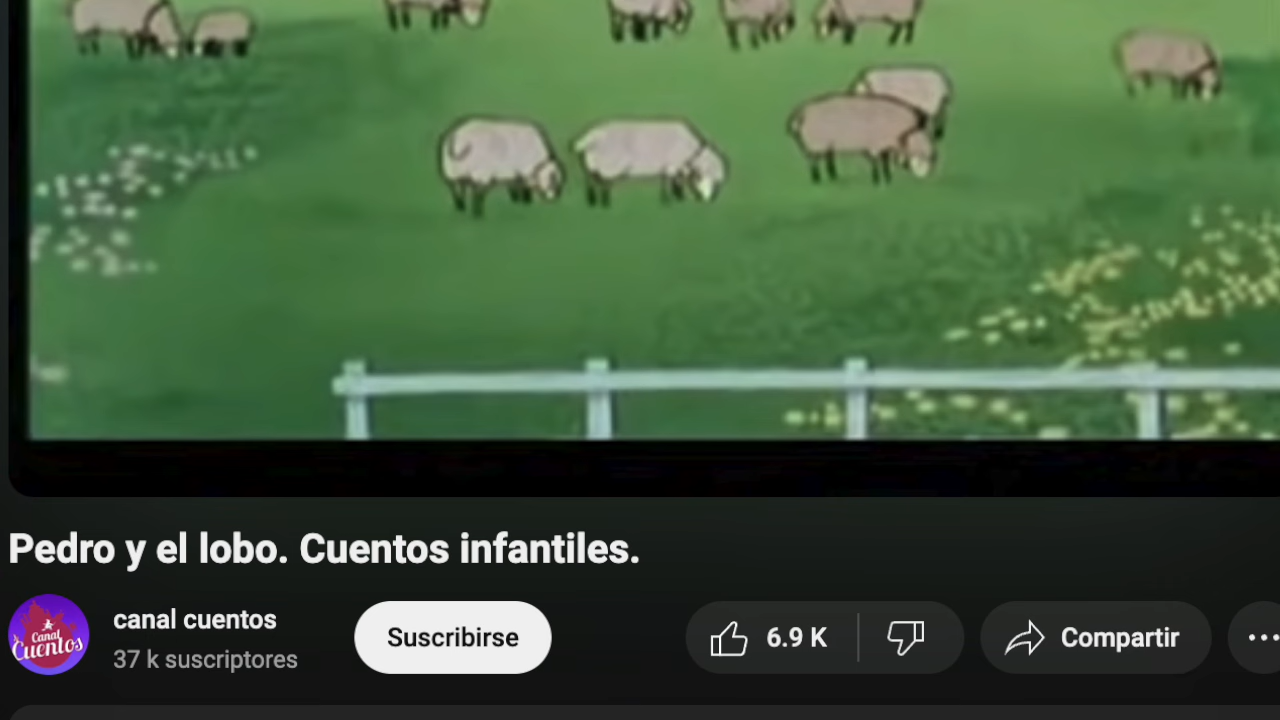 Pedro y el lobo. Cuentos infantiles.
Canal
Cuentos
canal cuentos
37 k suscriptores
Suscribirse
6.9 K
Compartir